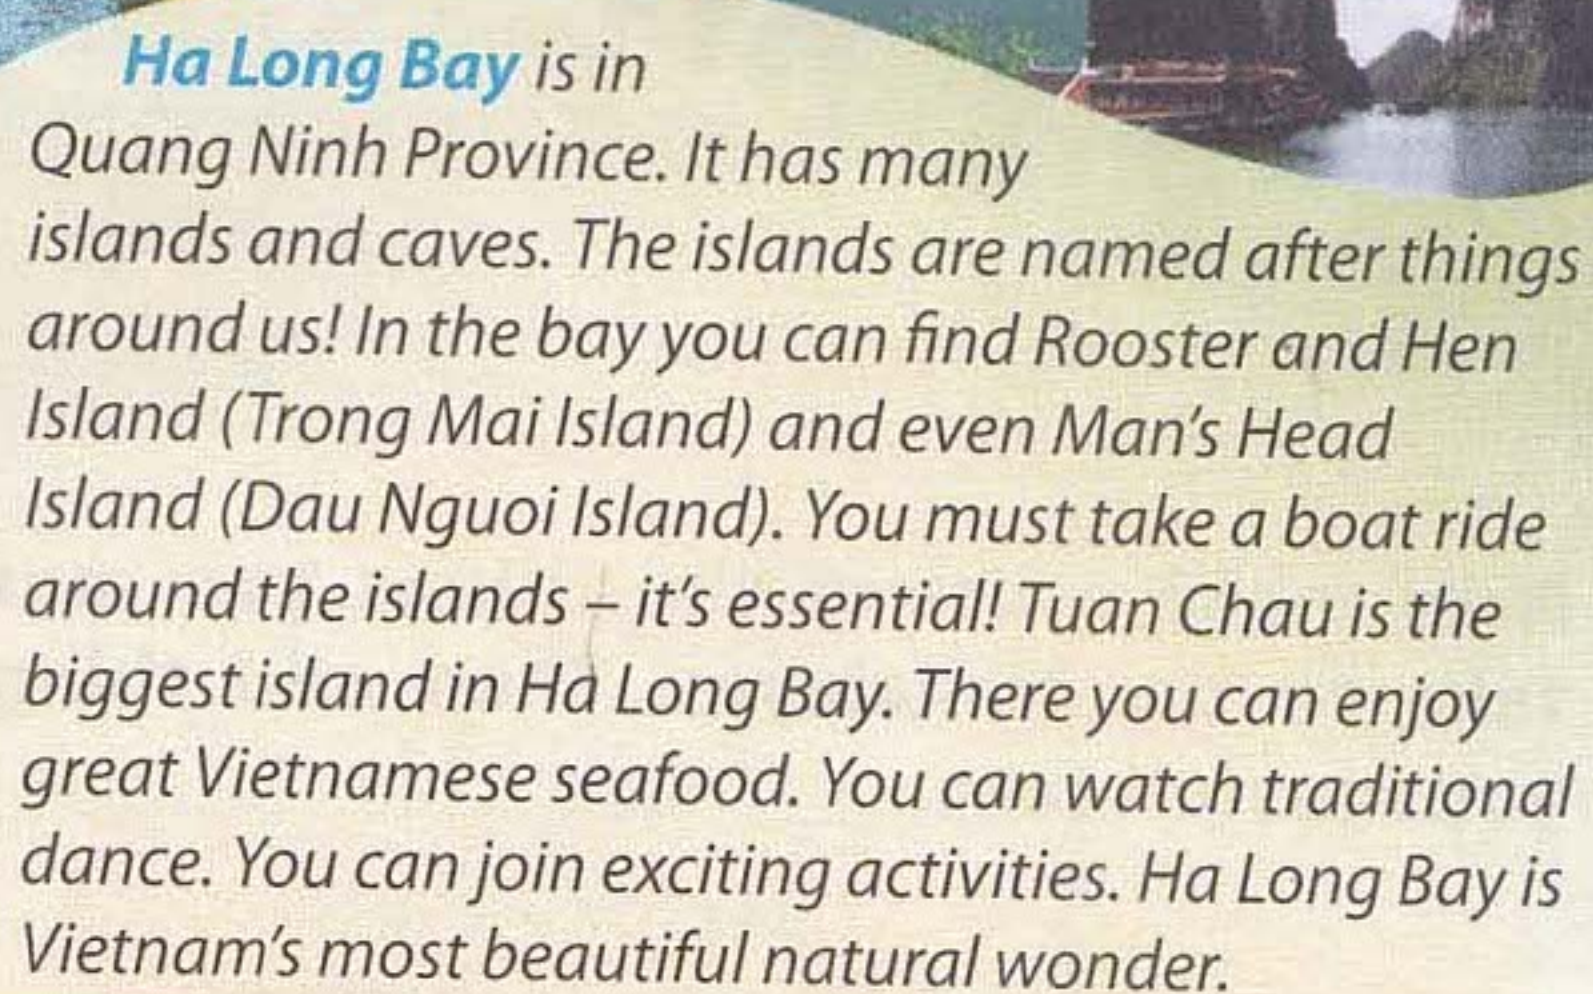 Ha Long Bay is in
Quang Ninh Province. It has many
islands and caves. The islands are named after things
around us! In the bay you can find Rooster and Hen
Island (Trong Mai Island) and even Man's Head
Island (Dau Nguoi Island). You must take a boat ride
around the islands – it's essential! Tuan Chau is the
biggest island in Ha Long Bay. There you can enjoy
great Vietnamese seafood. You can watch traditional
dance. You can join exciting activities. Ha Long Bay is
Vietnam's most beautiful natural wonder.